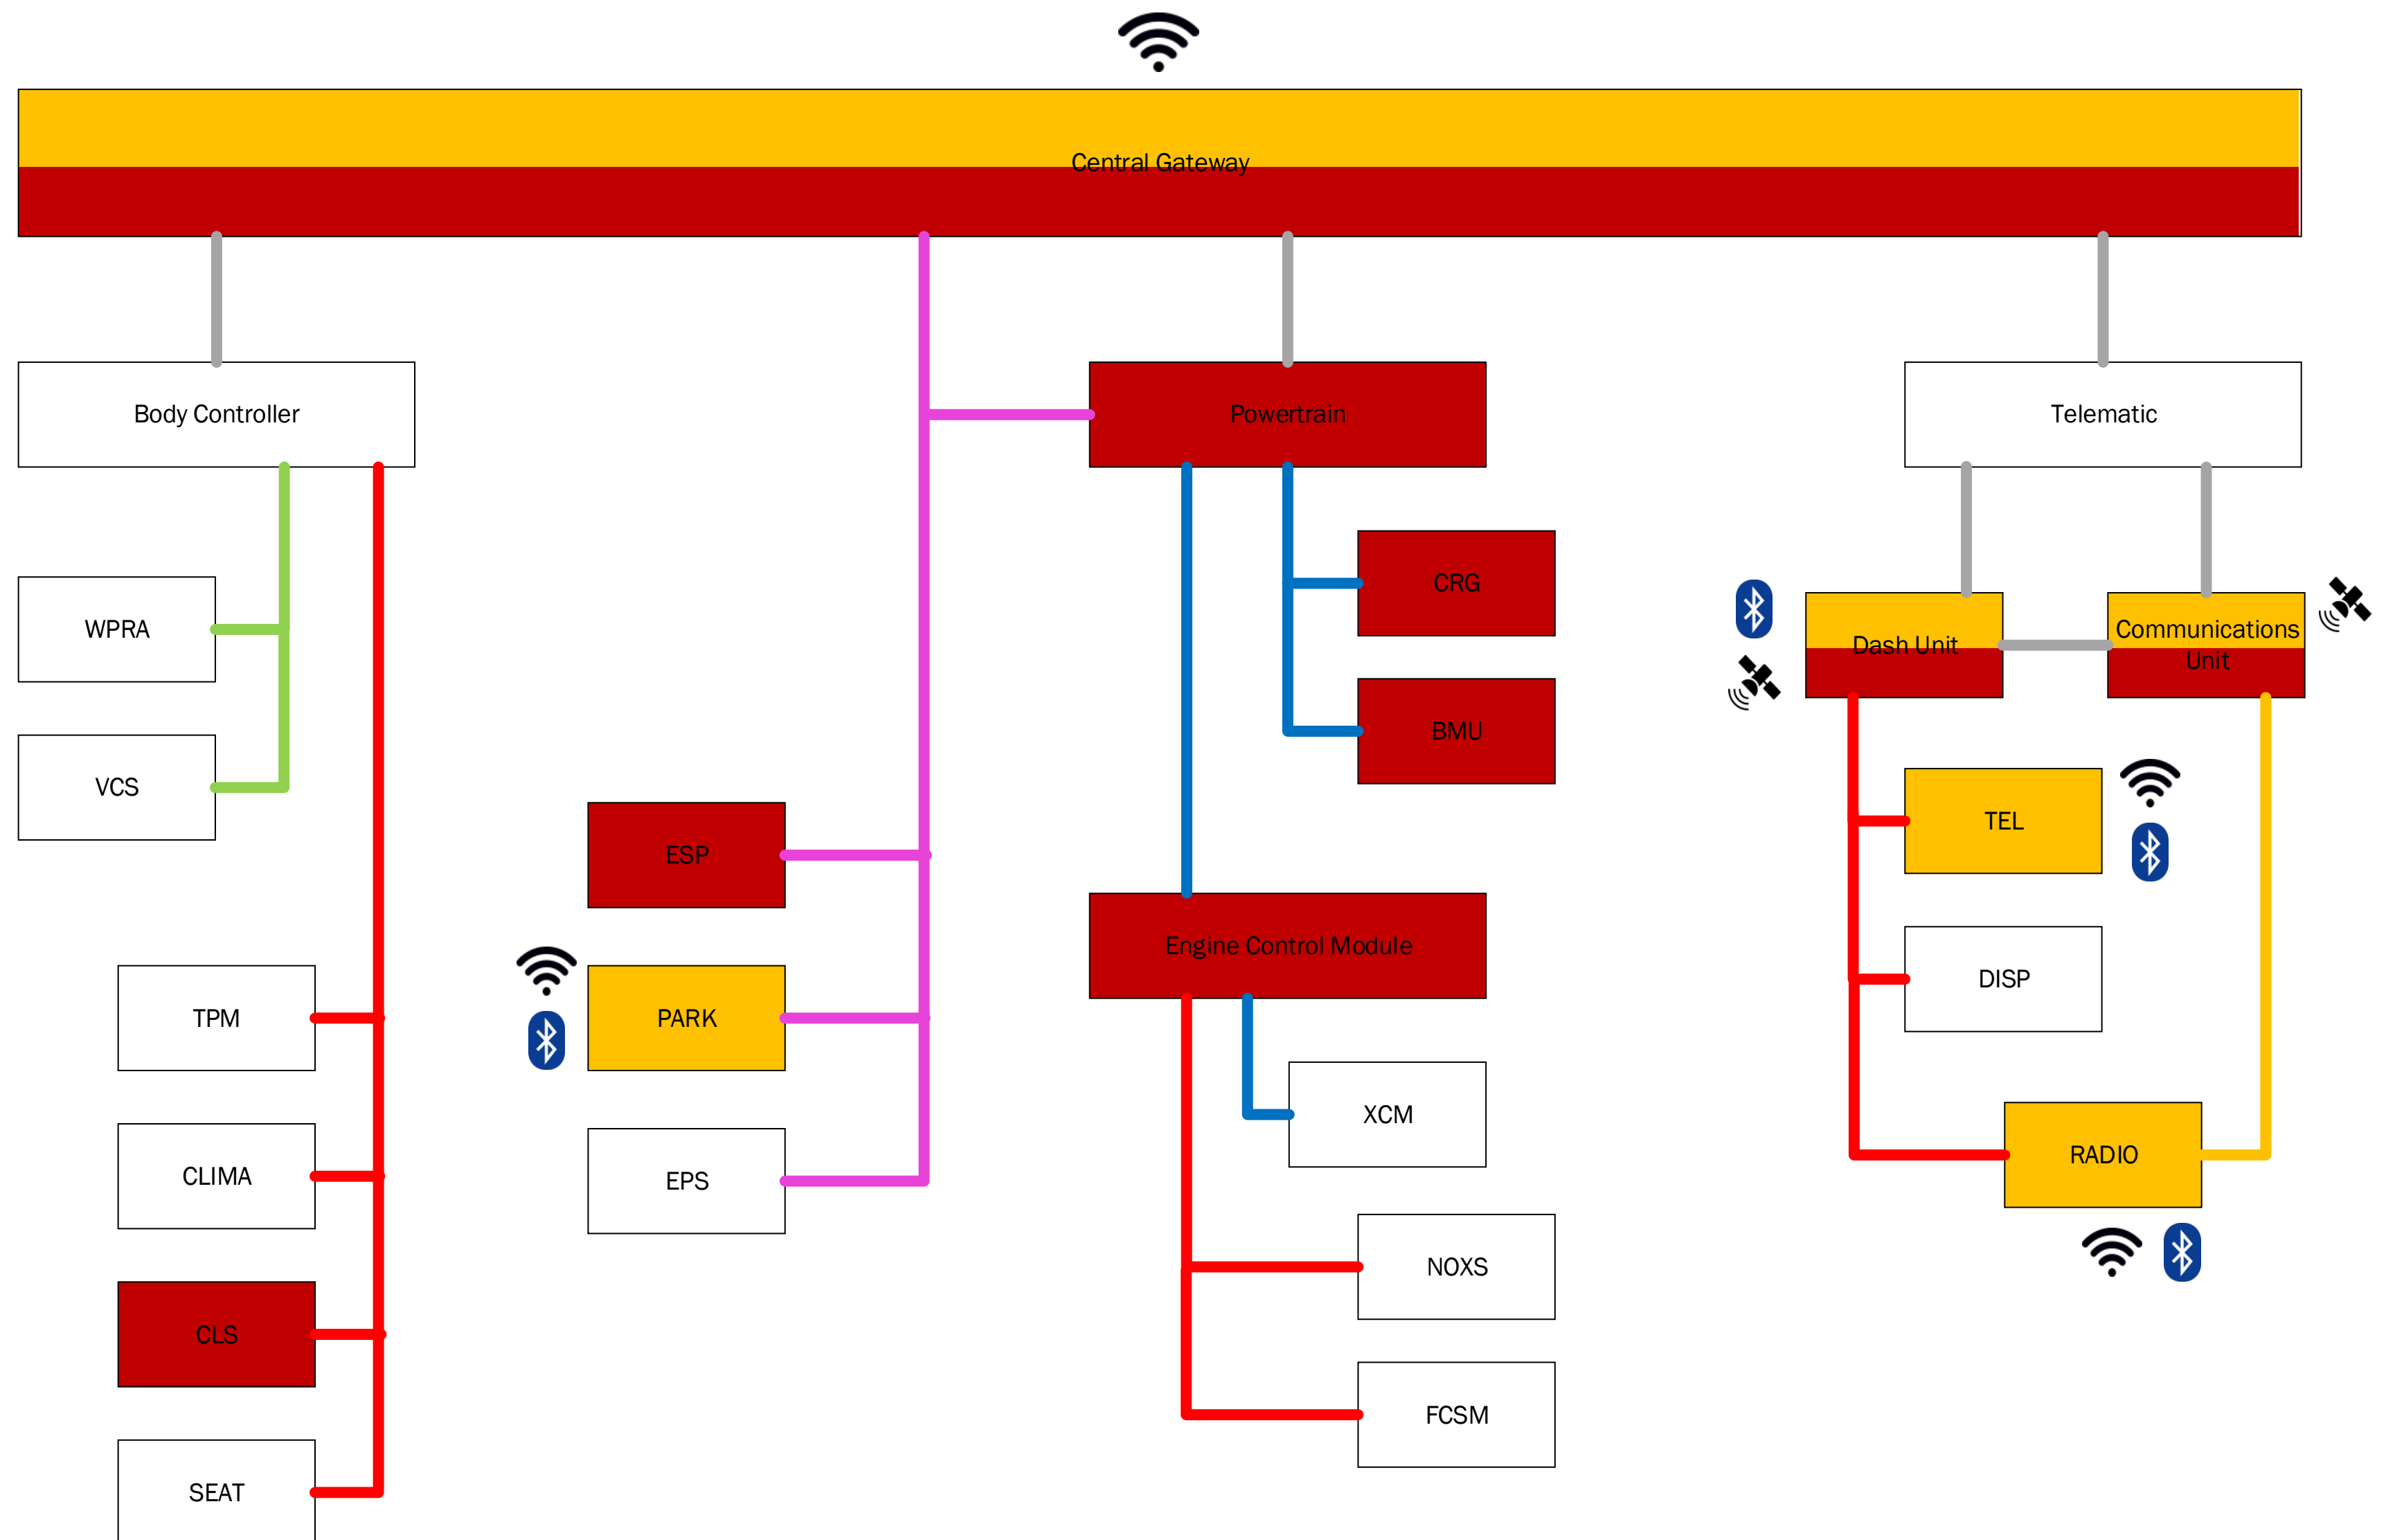 Central Gateway
Body Controller
Powertrain
Telematic
WPRA
CRG
Dash Unit
Communications
Unit
BMU
VCS
TEL
ESP
Engine Control Module
DISP
TPM
PARK
XCM
RADIO
CLIMA
EPS
NOXS
CLS
FCSM
SEAT